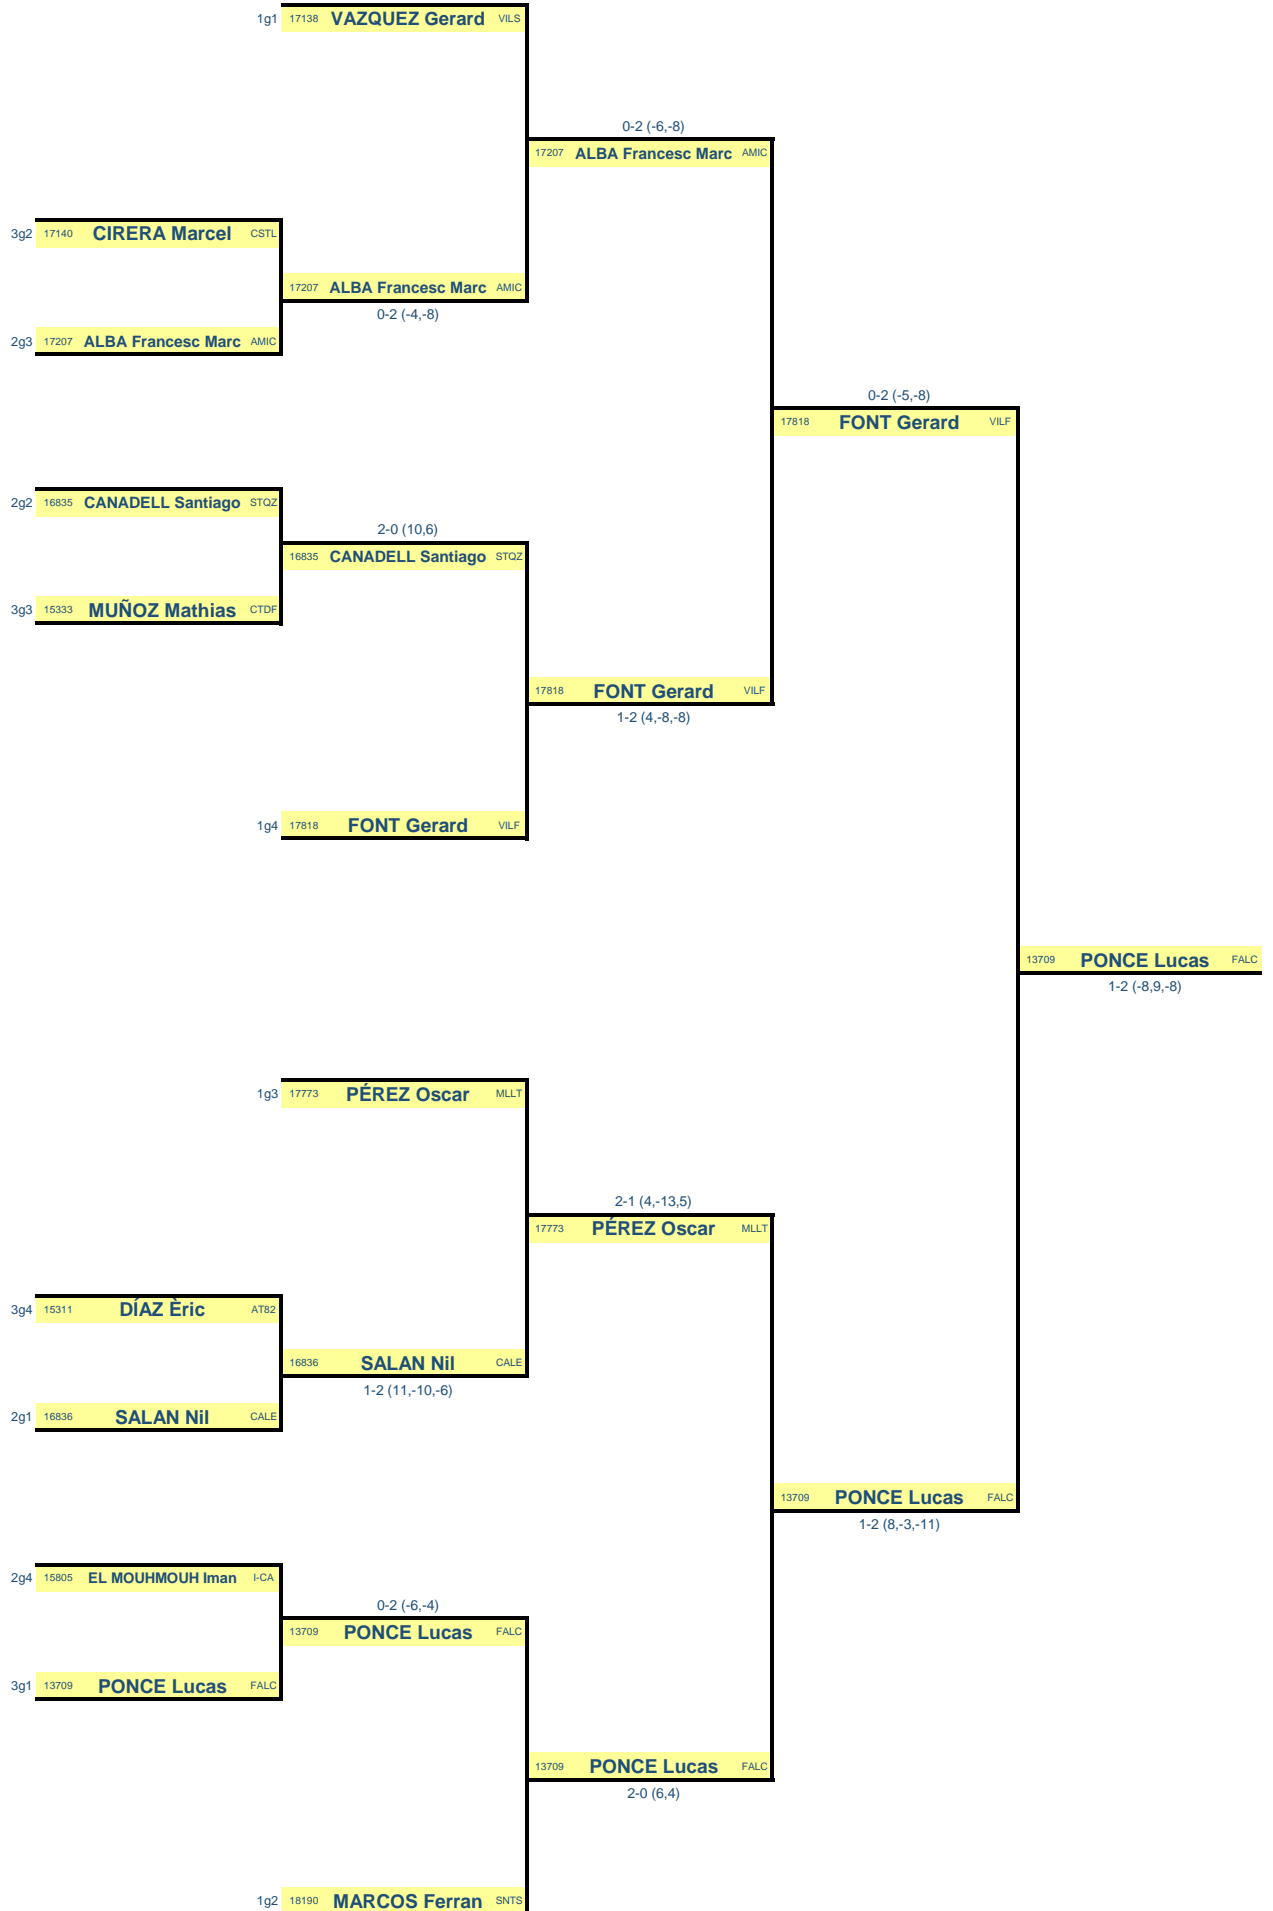 1g1 17138 VAZQUEZ Gerard VILS
0-2 (-6,-8)
17207 ALBA Francesc Marc AMIC
3g2 17140 CIRERA Marcel CSTL
17207 ALBA Francesc Marc AMIC
0-2 (-4,-8)
2g3 17207 ALBA Francesc Marc AMIC
0-2 (-5,-8)
17818 FONT Gerard VILF
2g2 16835 CANADELL Santiago STQZ
2-0 (10,6)
16835 CANADELL Santiago STQZ
3g3 15333 MUÑOZ Mathias CTDF
17818 FONT Gerard VILF
1-2 (4,-8,-8)
1g4 17818 FONT Gerard VILF
13709 PONCE Lucas FALC
1-2 (-8,9,-8)
1g3 17773 PÉREZ Oscar MLLT
2-1 (4,-13,5)
17773 PÉREZ Oscar MLLT
3g4 15311 DÍAZ Èric AT82
16836 SALAN Nil CALE
1-2 (11,-10,-6)
2g1 16836 SALAN Nil CALE
13709 PONCE Lucas FALC
1-2 (8,-3,-11)
2g4 15805 EL MOUHMOUH Iman I-CA
0-2 (-6,-4)
13709 PONCE Lucas FALC
3g1 13709 PONCE Lucas FALC
13709 PONCE Lucas FALC
2-0 (6,4)
1g2 18190 MARCOS Ferran SNTS